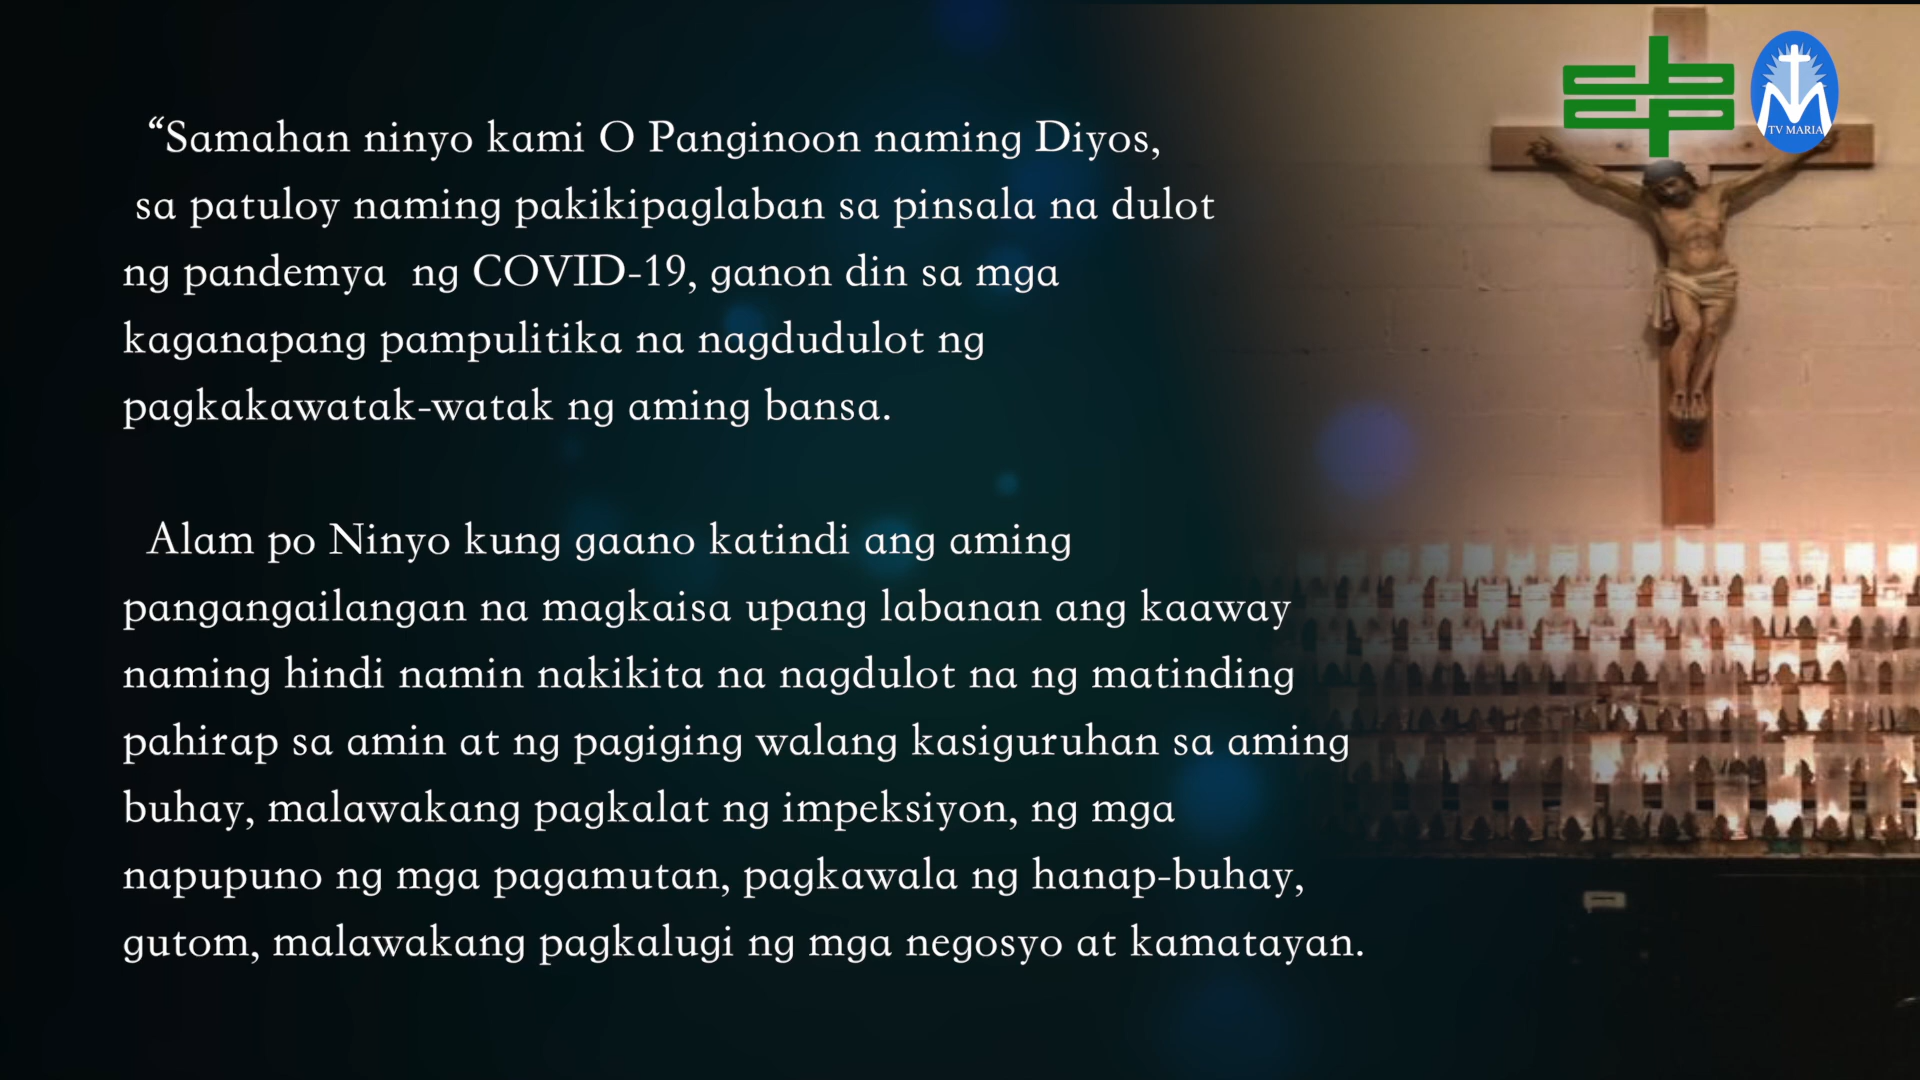 “Samahan ninyo kami O Panginoon naming Diyos,
sa patuloy naming pakikipaglaban sa pinsala na dulot
ng pandemya ng COVID-19, ganon din sa mga
kaganapang pampulitika na nagdudulot ng
pagkakawatak-watak ng aming bansa.
Alam po Ninyo kung gaano katindi ang aming
pangangailangan na magkaisa upang labanan ang kaaway
naming hindi namin nakikita na nagdulot na ng matinding
pahirap sa amin at ng pagiging walang kasiguruhan sa aming
buhay, malawakang pagkalat ng impeksiyon, ng mga
napupuno ng mga pagamutan, pagkawala ng hanap-buhay,
gutom, malawakang pagkalugi ng mga negosyo at kamatayan.
cbcp
TV MARIA